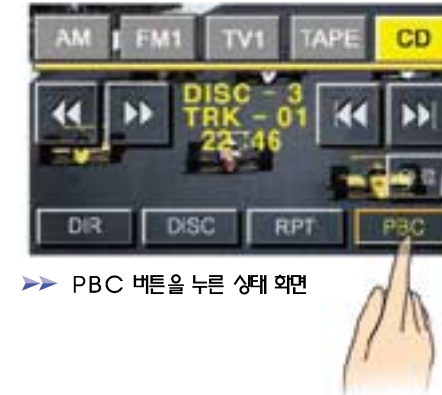 AM FM1 TV1 TAPE CD
DISC - 3
TRK - 01
22:46
DIR DISC RPT PBC
▶▶ PBC 버튼을 누른 상태 화면